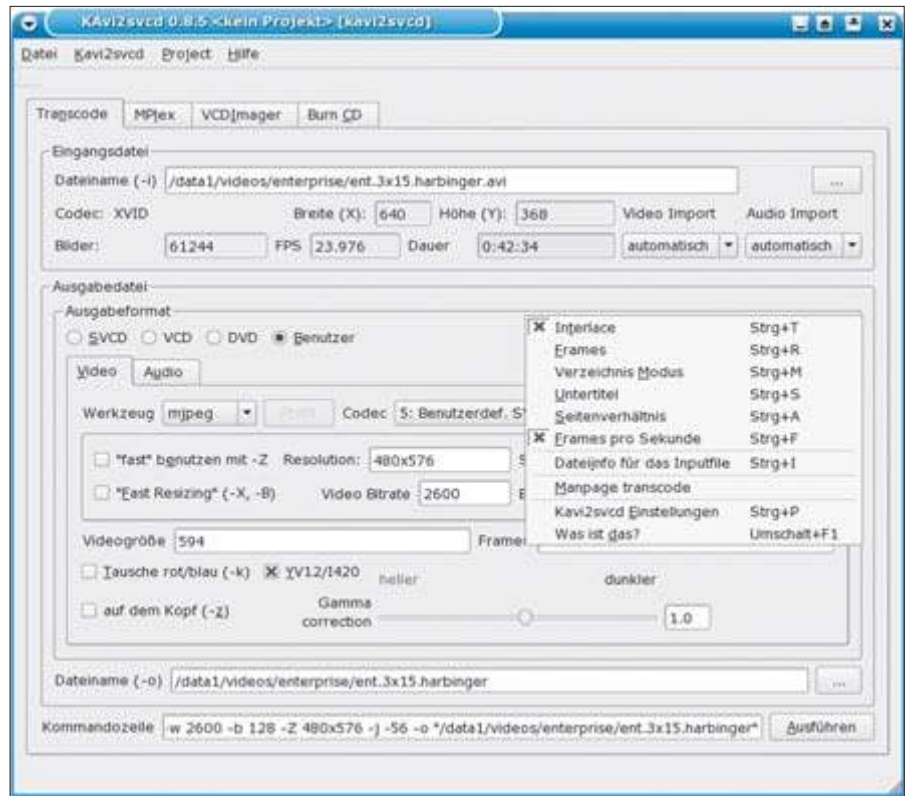 KAvi2svcd 0.8.5 <kein Projekt> [kavi2svcd]
Datei Kavi2svcd Project Hilfe
Transcode MPlex VCDImager Burn CD
Eingangsdatei
Dateiname (-i) /data1/videos/enterprise/ent.3x15.harbinger.avi ...
Codec: XVID Breite (X): 640 Höhe (Y): 368 Video Import Audio Import
Bilder: 61244 FPS 23.976 Dauer 0:42:34 automatisch automatisch
Ausgabedatei
Ausgabeformat
SVCD VCD DVD Benutzer
Video Audio
Werkzeug mjpeg Codec 5: Benutzerdef. S
"fast" benutzen mit -Z Resolution: 480x576 S
"Fast Resizing" (-X, -B) Video Bitrate 2600
Videogröße 594 Frames
Tausche rot/blau (-k) YV12/I420 heller dunkler
auf dem Kopf (-z) Gamma correction 1.0
Interlace Strg+T
Frames Strg+R
Verzeichnis Modus Strg+M
Untertitel Strg+S
Seitenverhältnis Strg+A
Frames pro Sekunde Strg+F
Dateiinfo für das Inputfile Strg+I
Manpage transcode
Kavi2svcd Einstellungen Strg+P
Was ist das? Umschalt+F1
Dateiname (-o) /data1/videos/enterprise/ent.3x15.harbinger ...
Kommandozeile -w 2600 -b 128 -Z 480x576 -j -56 -o "/data1/videos/enterprise/ent.3x15.harbinger" Ausführen